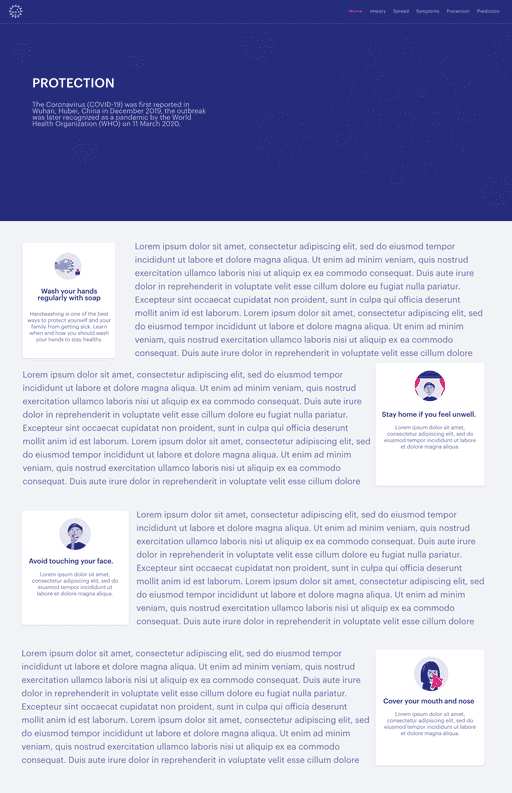 Home History Spread Symptoms Protection Prediction
PROTECTION
The Coronavirus (COVID-19) was first reported in
Wuhan, Hubei, China in December 2019, the outbreak
was later recognized as a pandemic by the World
Health Organization (WHO) on 11 March 2020.
Wash your hands
regularly with soap
Handwashing is one of the best
ways to protect yourself and your
family from getting sick. Learn
when and how you should wash
your hands to stay healthy.
Lorem ipsum dolor sit amet, consectetur adipiscing elit, sed do eiusmod tempor
incididunt ut labore et dolore magna aliqua. Ut enim ad minim veniam, quis nostrud
exercitation ullamco laboris nisi ut aliquip ex ea commodo consequat. Duis aute irure
dolor in reprehenderit in voluptate velit esse cillum dolore eu fugiat nulla pariatur.
Excepteur sint occaecat cupidatat non proident, sunt in culpa qui officia deserunt
mollit anim id est laborum. Lorem ipsum dolor sit amet, consectetur adipiscing elit, sed
do eiusmod tempor incididunt ut labore et dolore magna aliqua. Ut enim ad minim
veniam, quis nostrud exercitation ullamco laboris nisi ut aliquip ex ea commodo
consequat. Duis aute irure dolor in reprehenderit in voluptate velit esse cillum dolore
Lorem ipsum dolor sit amet, consectetur adipiscing elit, sed do eiusmod tempor
incididunt ut labore et dolore magna aliqua. Ut enim ad minim veniam, quis nostrud
exercitation ullamco laboris nisi ut aliquip ex ea commodo consequat. Duis aute irure
dolor in reprehenderit in voluptate velit esse cillum dolore eu fugiat nulla pariatur.
Excepteur sint occaecat cupidatat non proident, sunt in culpa qui officia deserunt
mollit anim id est laborum. Lorem ipsum dolor sit amet, consectetur adipiscing elit, sed
do eiusmod tempor incididunt ut labore et dolore magna aliqua. Ut enim ad minim
veniam, quis nostrud exercitation ullamco laboris nisi ut aliquip ex ea commodo
consequat. Duis aute irure dolor in reprehenderit in voluptate velit esse cillum dolore
Stay home if you feel unwell.
Lorem ipsum dolor sit amet,
consectetur adipiscing elit, sed do
eiusmod tempor incididunt ut labore
et dolore magna aliqua.
Avoid touching your face.
Lorem ipsum dolor sit amet,
consectetur adipiscing elit, sed do
eiusmod tempor incididunt ut
labore et dolore magna aliqua.
Lorem ipsum dolor sit amet, consectetur adipiscing elit, sed do eiusmod tempor
incididunt ut labore et dolore magna aliqua. Ut enim ad minim veniam, quis nostrud
exercitation ullamco laboris nisi ut aliquip ex ea commodo consequat. Duis aute irure
dolor in reprehenderit in voluptate velit esse cillum dolore eu fugiat nulla pariatur.
Excepteur sint occaecat cupidatat non proident, sunt in culpa qui officia deserunt
mollit anim id est laborum. Lorem ipsum dolor sit amet, consectetur adipiscing elit, sed
do eiusmod tempor incididunt ut labore et dolore magna aliqua. Ut enim ad minim
veniam, quis nostrud exercitation ullamco laboris nisi ut aliquip ex ea commodo
consequat. Duis aute irure dolor in reprehenderit in voluptate velit esse cillum dolore
Lorem ipsum dolor sit amet, consectetur adipiscing elit, sed do eiusmod tempor
incididunt ut labore et dolore magna aliqua. Ut enim ad minim veniam, quis nostrud
exercitation ullamco laboris nisi ut aliquip ex ea commodo consequat. Duis aute irure
dolor in reprehenderit in voluptate velit esse cillum dolore eu fugiat nulla pariatur.
Excepteur sint occaecat cupidatat non proident, sunt in culpa qui officia deserunt
mollit anim id est laborum. Lorem ipsum dolor sit amet, consectetur adipiscing elit, sed
do eiusmod tempor incididunt ut labore et dolore magna aliqua. Ut enim ad minim
veniam, quis nostrud exercitation ullamco laboris nisi ut aliquip ex ea commodo
consequat. Duis aute irure dolor in reprehenderit in voluptate velit esse cillum dolore
Cover your mouth and nose
Lorem ipsum dolor sit amet,
consectetur adipiscing elit, sed do
eiusmod tempor incididunt ut labore
et dolore magna aliqua.